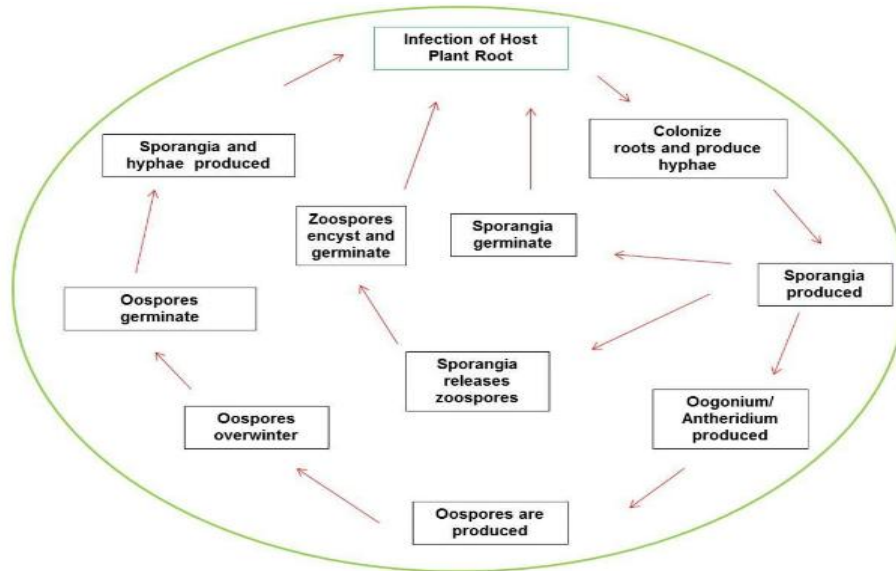 Infection of Host
Plant Root
Colonize
roots and produce
hyphae
Sporangia
produced
Oogonium/
Antheridium
produced
Oospores are
produced
Oospores
overwinter
Oospores
germinate
Sporangia and
hyphae produced
Zoospores
encyst and
germinate
Sporangia
germinate
Sporangia
releases
zoospores